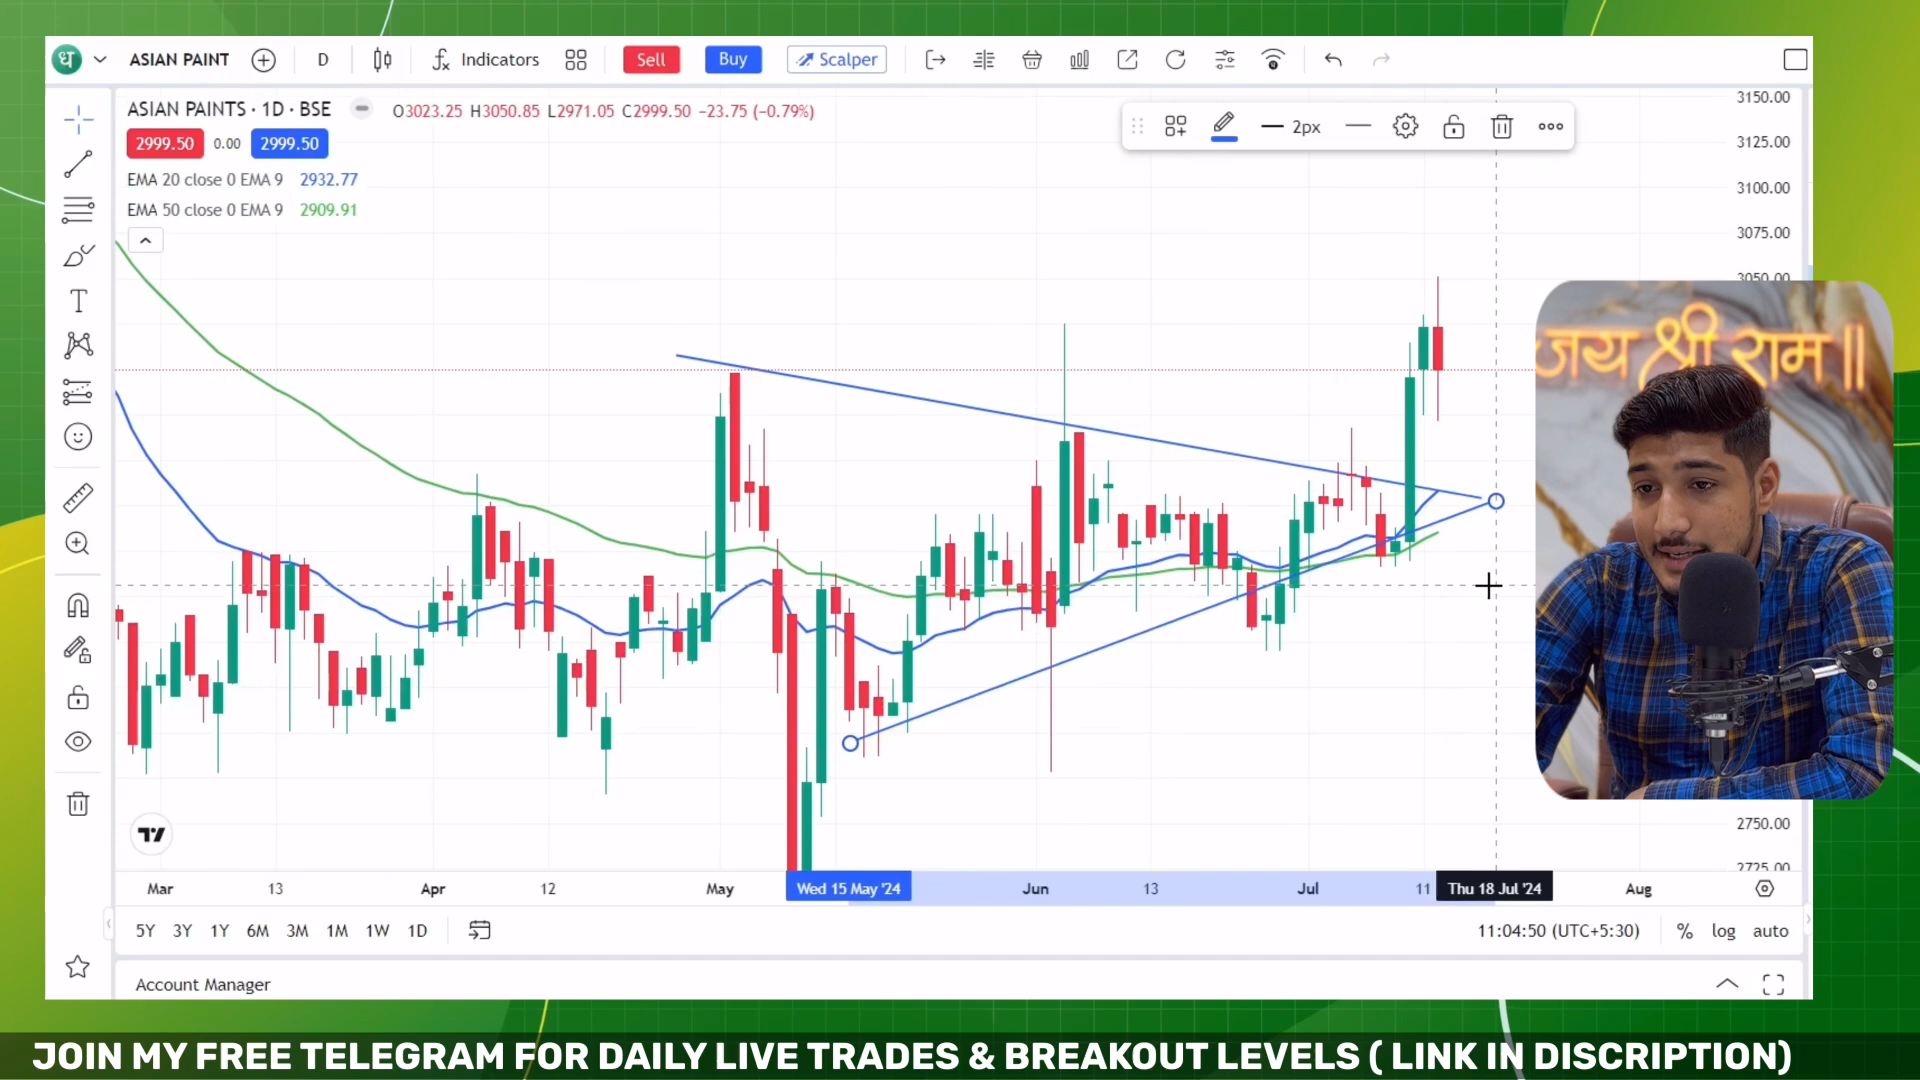 ध
ASIAN PAINT
D
Indicators
Sell
Buy
Scalper
ASIAN PAINTS · 1D · BSE
O3023.25 H3050.85 L2971.05 C2999.50 −23.75 (−0.79%)
2999.50
0.00
2999.50
EMA 20 close 0 EMA 9 2932.77
EMA 50 close 0 EMA 9 2909.91
2px
3150.00
3125.00
3100.00
3075.00
3050.00
2750.00
2725.00
जय श्री राम ॥
Mar
13
Apr
12
May
Wed 15 May '24
Jun
13
Jul
11
Thu 18 Jul '24
Aug
5Y 3Y 1Y 6M 3M 1M 1W 1D
11:04:50 (UTC+5:30)
% log auto
Account Manager
JOIN MY FREE TELEGRAM FOR DAILY LIVE TRADES & BREAKOUT LEVELS ( LINK IN DISCRIPTION)